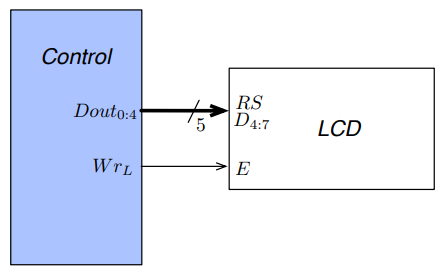 Control
Dout0:4
5
RS
D4:7
LCD
WrL
E